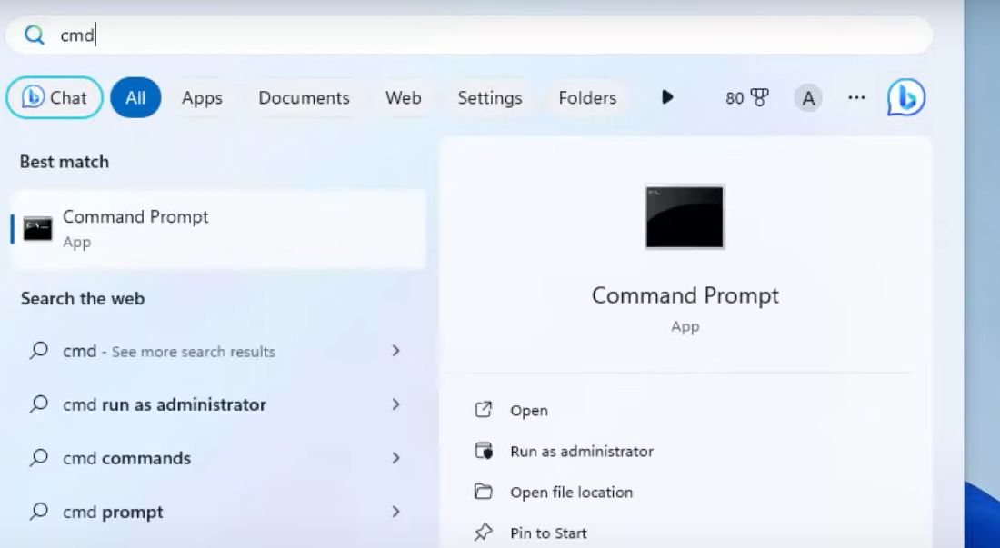 cmd
Chat All Apps Documents Web Settings Folders 80 A ...
Best match
Command Prompt
App
Search the web
cmd - See more search results
cmd run as administrator
cmd commands
cmd prompt
Command Prompt
App
Open
Run as administrator
Open file location
Pin to Start